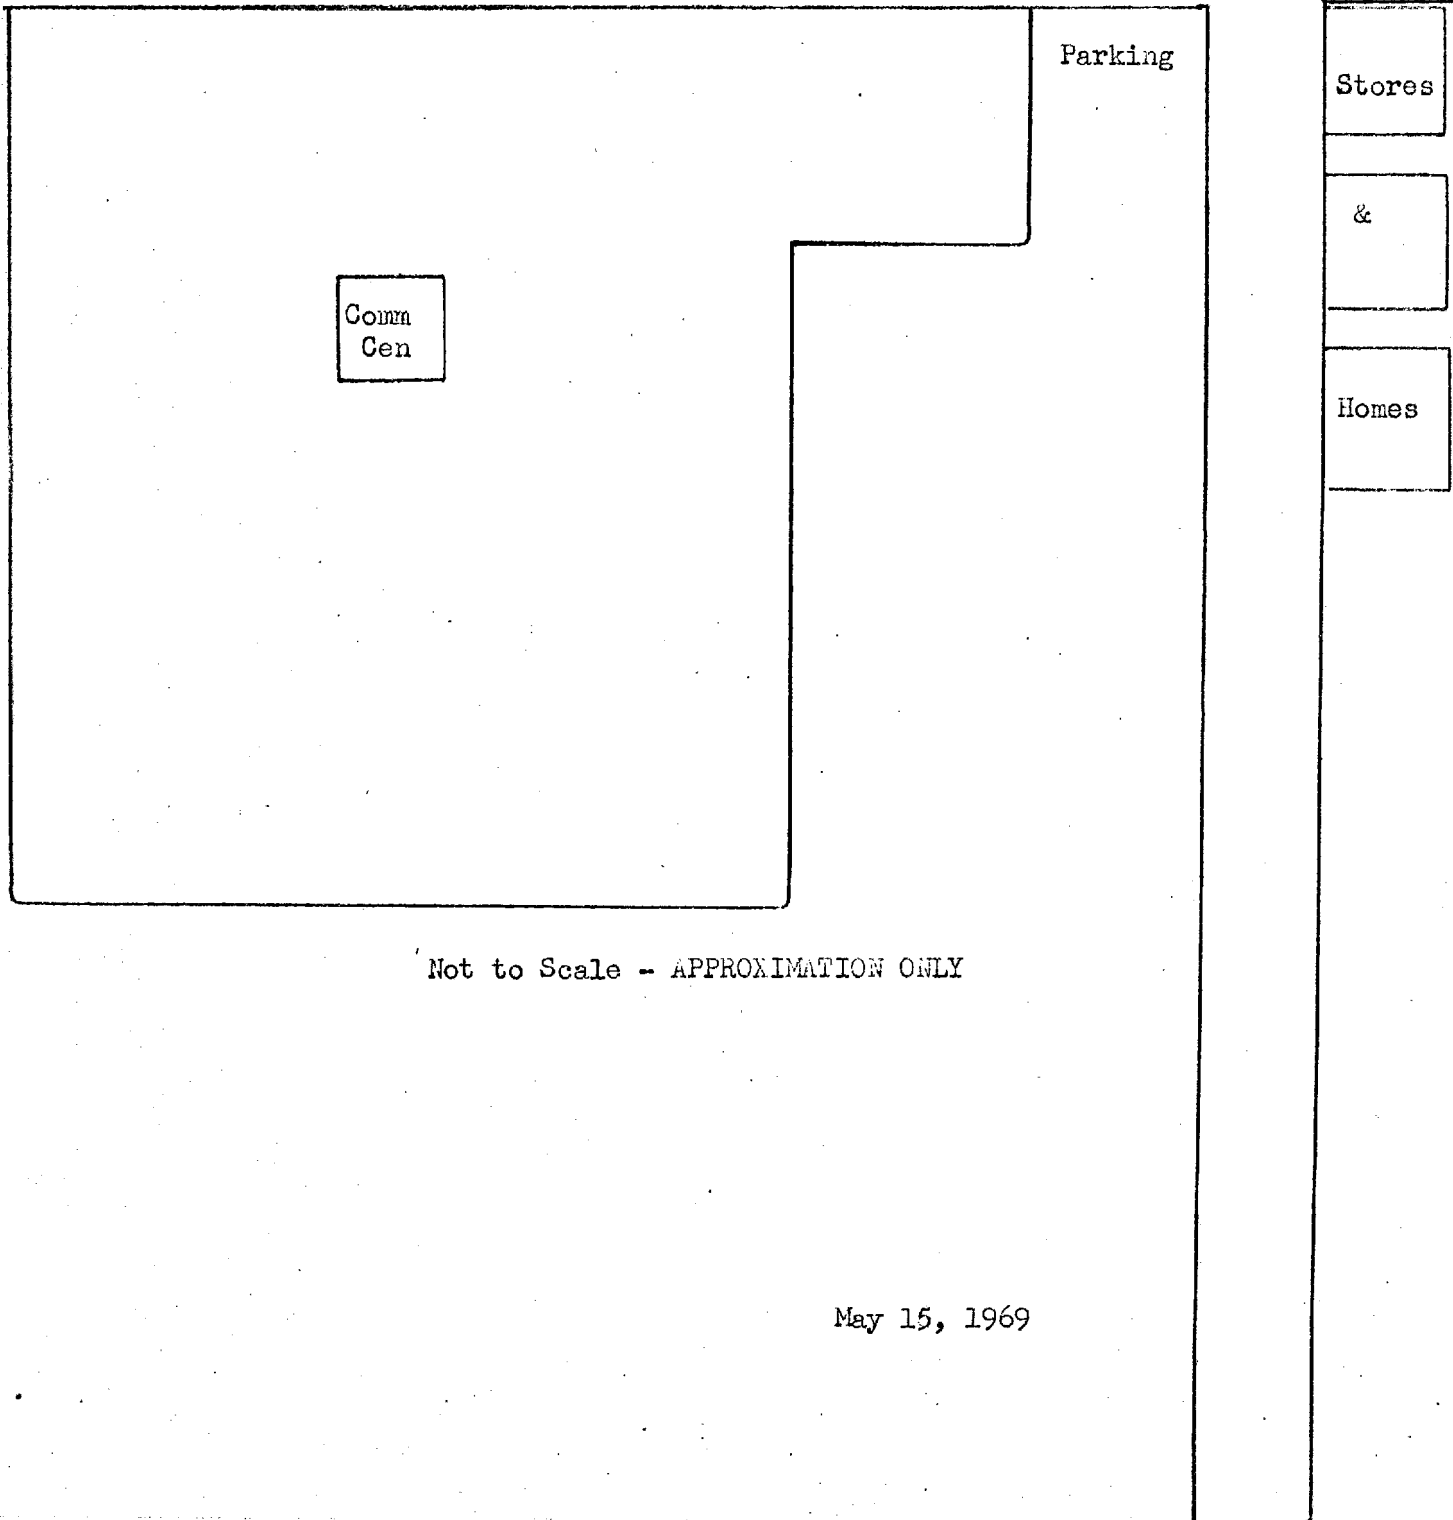 Parking
Stores
&
Comm
Cen
Homes
Not to Scale - APPROXIMATION ONLY
May 15, 1969